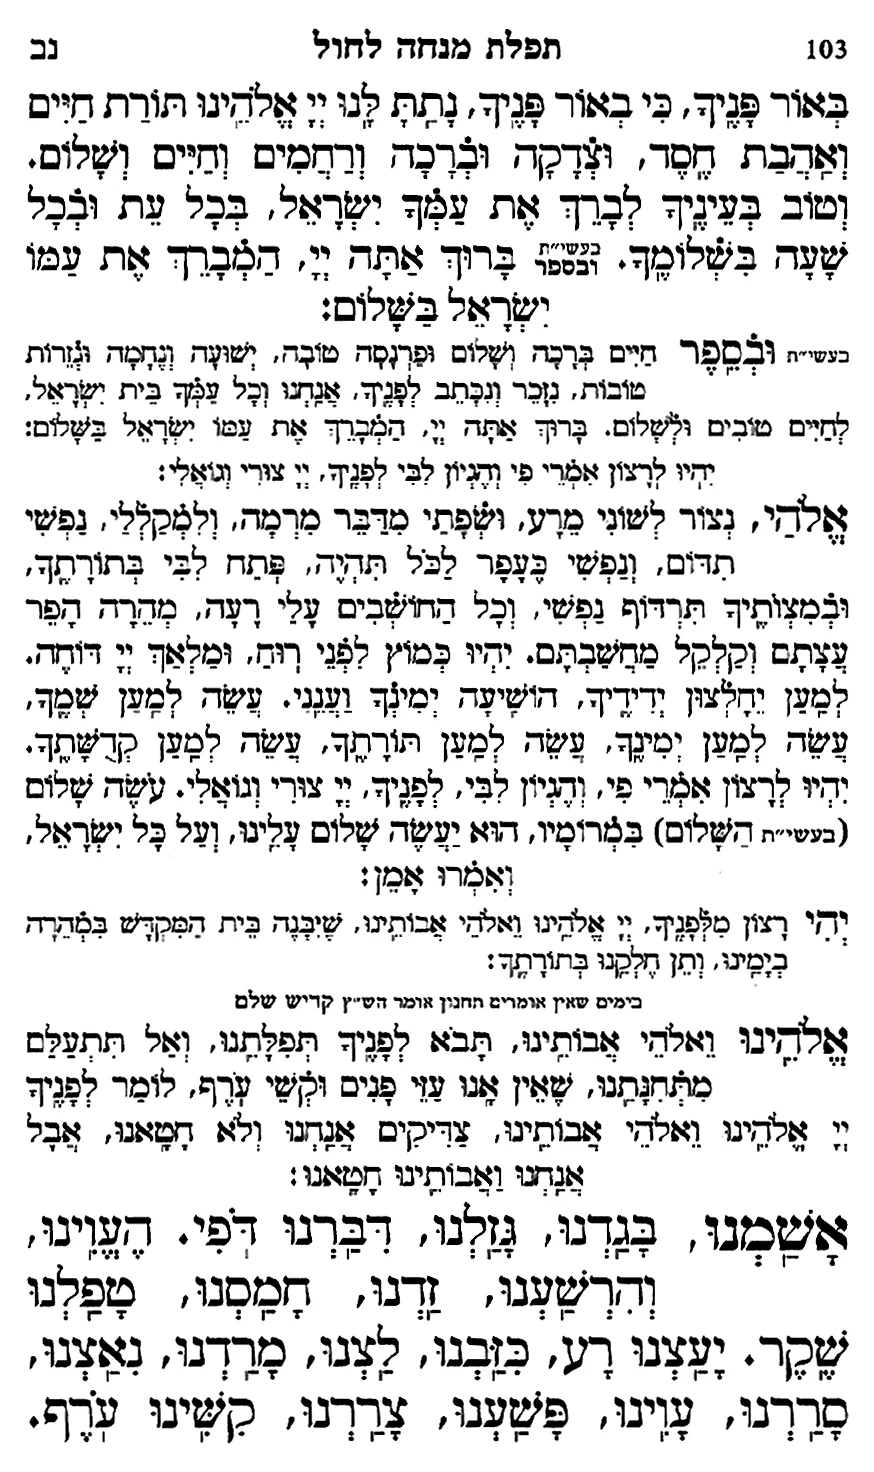 103 תפלת מנחה לחול נב
בְּאוֹר פָּנֶיךָ, כִּי בְאוֹר פָּנֶיךָ, נָתַתָּ לָּנוּ יְיָ אֱלֹהֵינוּ תּוֹרַת חַיִּים
וְאַהֲבַת חֶסֶד, וּצְדָקָה וּבְרָכָה וְרַחֲמִים וְחַיִּים וְשָׁלוֹם.
וְטוֹב בְּעֵינֶיךָ לְבָרֵךְ אֶת עַמְּךָ יִשְׂרָאֵל, בְּכָל עֵת וּבְכָל
שָׁעָה בִּשְׁלוֹמֶךָ. בעשי״ת ובספר בָּרוּךְ אַתָּה יְיָ, הַמְבָרֵךְ אֶת עַמּוֹ
יִשְׂרָאֵל בַּשָּׁלוֹם:
בעשי״ת וּבְסֵפֶר חַיִּים בְּרָכָה וְשָׁלוֹם וּפַרְנָסָה טוֹבָה, יְשׁוּעָה וְנֶחָמָה וּגְזֵרוֹת
טוֹבוֹת, נִזָּכֵר וְנִכָּתֵב לְפָנֶיךָ, אֲנַחְנוּ וְכָל עַמְּךָ בֵּית יִשְׂרָאֵל,
לְחַיִּים טוֹבִים וּלְשָׁלוֹם. בָּרוּךְ אַתָּה יְיָ, הַמְבָרֵךְ אֶת עַמּוֹ יִשְׂרָאֵל בַּשָּׁלוֹם:
יִהְיוּ לְרָצוֹן אִמְרֵי פִי וְהֶגְיוֹן לִבִּי לְפָנֶיךָ, יְיָ צוּרִי וְגוֹאֲלִי:
אֱלֹהַי, נְצוֹר לְשׁוֹנִי מֵרָע, וּשְׂפָתַי מִדַּבֵּר מִרְמָה, וְלִמְקַלְלַי, נַפְשִׁי
תִדּוֹם, וְנַפְשִׁי כֶּעָפָר לַכֹּל תִּהְיֶה, פְּתַח לִבִּי בְּתוֹרָתֶךָ,
וּבְמִצְוֹתֶיךָ תִּרְדּוֹף נַפְשִׁי, וְכָל הַחוֹשְׁבִים עָלַי רָעָה, מְהֵרָה הָפֵר
עֲצָתָם וְקַלְקֵל מַחֲשַׁבְתָּם. יִהְיוּ כְּמוֹץ לִפְנֵי רוּחַ, וּמַלְאַךְ יְיָ דּוֹחֶה.
לְמַעַן יֵחָלְצוּן יְדִידֶיךָ, הוֹשִׁיעָה יְמִינְךָ וַעֲנֵנִי. עֲשֵׂה לְמַעַן שְׁמֶךָ,
עֲשֵׂה לְמַעַן יְמִינֶךָ, עֲשֵׂה לְמַעַן תּוֹרָתֶךָ, עֲשֵׂה לְמַעַן קְדֻשָּׁתֶךָ.
יִהְיוּ לְרָצוֹן אִמְרֵי פִי, וְהֶגְיוֹן לִבִּי, לְפָנֶיךָ, יְיָ צוּרִי וְגוֹאֲלִי. עֹשֶׂה שָׁלוֹם
(בעשי״ת הַשָּׁלוֹם) בִּמְרוֹמָיו, הוּא יַעֲשֶׂה שָׁלוֹם עָלֵינוּ, וְעַל כָּל יִשְׂרָאֵל,
וְאִמְרוּ אָמֵן:
יְהִי רָצוֹן מִלְּפָנֶיךָ, יְיָ אֱלֹהֵינוּ וֵאלֹהֵי אֲבוֹתֵינוּ, שֶׁיִּבָּנֶה בֵּית הַמִּקְדָּשׁ בִּמְהֵרָה
בְיָמֵינוּ, וְתֵן חֶלְקֵנוּ בְּתוֹרָתֶךָ:
בימים שאין אומרים תחנון אומר הש״ץ קדיש שלם
אֱלֹהֵינוּ וֵאלֹהֵי אֲבוֹתֵינוּ, תָּבֹא לְפָנֶיךָ תְּפִלָּתֵנוּ, וְאַל תִּתְעַלַּם
מִתְּחִנָּתֵנוּ, שֶׁאֵין אָנוּ עַזֵּי פָנִים וּקְשֵׁי עֹרֶף, לוֹמַר לְפָנֶיךָ
יְיָ אֱלֹהֵינוּ וֵאלֹהֵי אֲבוֹתֵינוּ, צַדִּיקִים אֲנַחְנוּ וְלֹא חָטָאנוּ, אֲבָל
אֲנַחְנוּ וַאֲבוֹתֵינוּ חָטָאנוּ:
אָשַׁמְנוּ, בָּגַדְנוּ, גָּזַלְנוּ, דִּבַּרְנוּ דֹּפִי. הֶעֱוִינוּ,
וְהִרְשַׁעְנוּ, זַדְנוּ, חָמַסְנוּ, טָפַלְנוּ
שֶׁקֶר. יָעַצְנוּ רָע, כִּזַּבְנוּ, לַצְנוּ, מָרַדְנוּ, נִאַצְנוּ,
סָרַרְנוּ, עָוִינוּ, פָּשַׁעְנוּ, צָרַרְנוּ, קִשִּׁינוּ עֹרֶף.